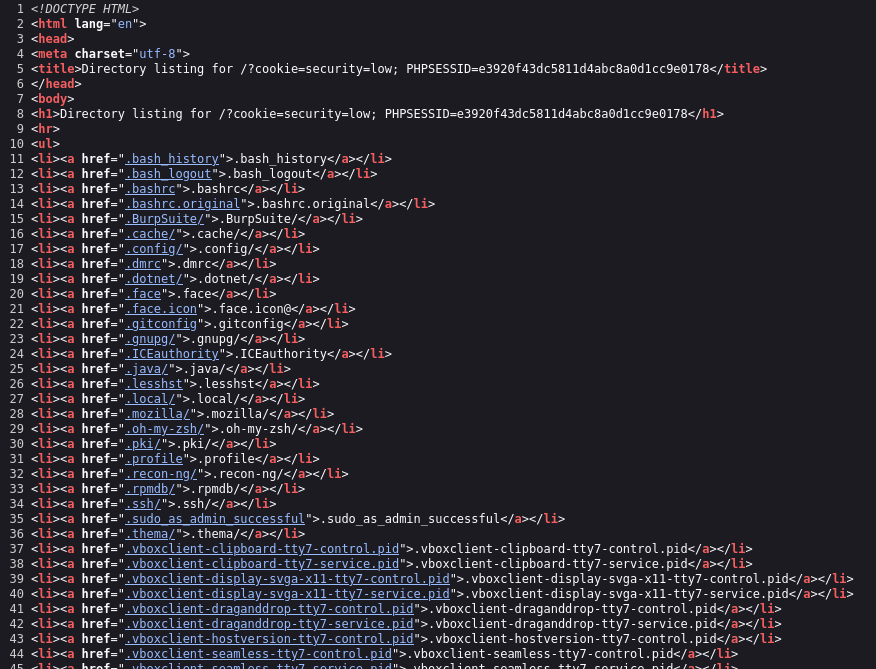 1 <!DOCTYPE HTML>
2 <html lang="en">
3 <head>
4 <meta charset="utf-8">
5 <title>Directory listing for /?cookie=security=low; PHPSESSID=e3920f43dc5811d4abc8a0d1cc9e0178</title>
6 </head>
7 <body>
8 <h1>Directory listing for /?cookie=security=low; PHPSESSID=e3920f43dc5811d4abc8a0d1cc9e0178</h1>
9 <hr>
10 <ul>
11 <li><a href=".bash_history">.bash_history</a></li>
12 <li><a href=".bash_logout">.bash_logout</a></li>
13 <li><a href=".bashrc">.bashrc</a></li>
14 <li><a href=".bashrc.original">.bashrc.original</a></li>
15 <li><a href=".BurpSuite/">.BurpSuite/</a></li>
16 <li><a href=".cache/">.cache/</a></li>
17 <li><a href=".config/">.config/</a></li>
18 <li><a href=".dmrc">.dmrc</a></li>
19 <li><a href=".dotnet/">.dotnet/</a></li>
20 <li><a href=".face">.face</a></li>
21 <li><a href=".face.icon">.face.icon@</a></li>
22 <li><a href=".gitconfig">.gitconfig</a></li>
23 <li><a href=".gnupg/">.gnupg/</a></li>
24 <li><a href=".ICEauthority">.ICEauthority</a></li>
25 <li><a href=".java/">.java/</a></li>
26 <li><a href=".lesshst">.lesshst</a></li>
27 <li><a href=".local/">.local/</a></li>
28 <li><a href=".mozilla/">.mozilla/</a></li>
29 <li><a href=".oh-my-zsh/">.oh-my-zsh/</a></li>
30 <li><a href=".pki/">.pki/</a></li>
31 <li><a href=".profile">.profile</a></li>
32 <li><a href=".recon-ng/">.recon-ng/</a></li>
33 <li><a href=".rpmdb/">.rpmdb/</a></li>
34 <li><a href=".ssh/">.ssh/</a></li>
35 <li><a href=".sudo_as_admin_successful">.sudo_as_admin_successful</a></li>
36 <li><a href=".thema/">.thema/</a></li>
37 <li><a href=".vboxclient-clipboard-tty7-control.pid">.vboxclient-clipboard-tty7-control.pid</a></li>
38 <li><a href=".vboxclient-clipboard-tty7-service.pid">.vboxclient-clipboard-tty7-service.pid</a></li>
39 <li><a href=".vboxclient-display-svga-x11-tty7-control.pid">.vboxclient-display-svga-x11-tty7-control.pid</a></li>
40 <li><a href=".vboxclient-display-svga-x11-tty7-service.pid">.vboxclient-display-svga-x11-tty7-service.pid</a></li>
41 <li><a href=".vboxclient-draganddrop-tty7-control.pid">.vboxclient-draganddrop-tty7-control.pid</a></li>
42 <li><a href=".vboxclient-draganddrop-tty7-service.pid">.vboxclient-draganddrop-tty7-service.pid</a></li>
43 <li><a href=".vboxclient-hostversion-tty7-control.pid">.vboxclient-hostversion-tty7-control.pid</a></li>
44 <li><a href=".vboxclient-seamless-tty7-control.pid">.vboxclient-seamless-tty7-control.pid</a></li>
45 <li><a href=".vboxclient-seamless-tty7-service.pid">.vboxclient-seamless-tty7-service.pid</a></li>